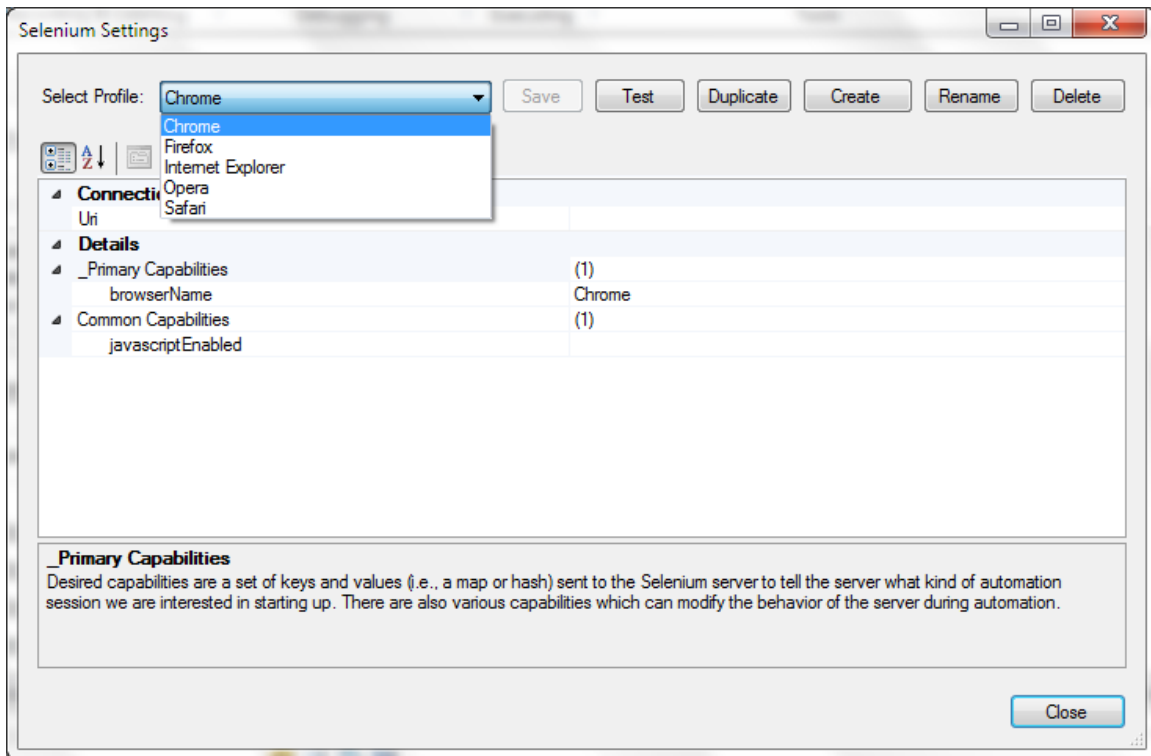 Selenium Settings
Select Profile: Chrome Save Test Duplicate Create Rename Delete
Chrome
Firefox
Internet Explorer
Opera
Safari
Uri
Details
_Primary Capabilities (1)
browserName Chrome
Common Capabilities (1)
javascriptEnabled
_Primary Capabilities
Desired capabilities are a set of keys and values (i.e., a map or hash) sent to the Selenium server to tell the server what kind of automation
session we are interested in starting up. There are also various capabilities which can modify the behavior of the server during automation.
Close